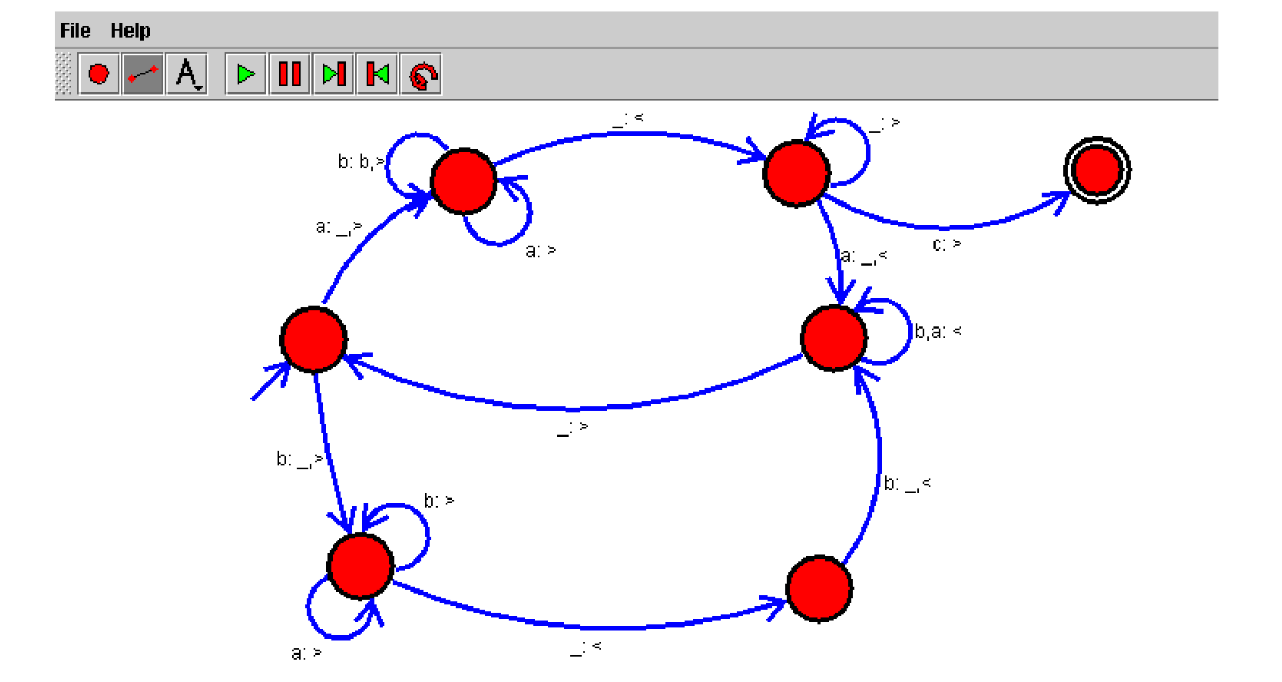 File Help
A
_: <
_: >
b: b,>
a: _,>
a: >
c: >
a: _,<
b,a: <
_: >
b: _,>
b: >
b: _,<
a: >
_: <